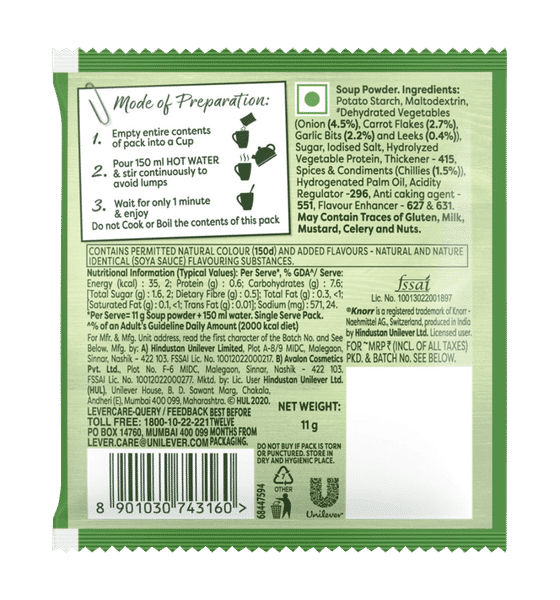 Mode of Preparation:
1. Empty entire contents
of pack into a Cup
2. Pour 150 ml HOT WATER
& stir continuously to
avoid lumps
3. Wait for only 1 minute
& enjoy
Do not Cook or Boil the contents of this pack
Soup Powder. Ingredients:
Potato Starch, Maltodextrin,
#Dehydrated Vegetables
(Onion (4.5%), Carrot Flakes (2.7%),
Garlic Bits (2.2%) and Leeks (0.4%)),
Sugar, Iodised Salt, Hydrolyzed
Vegetable Protein, Thickener - 415,
Spices & Condiments (Chillies (1.5%)),
Hydrogenated Palm Oil, Acidity
Regulator -296, Anti caking agent -
551, Flavour Enhancer - 627 & 631.
May Contain Traces of Gluten, Milk,
Mustard, Celery and Nuts.
CONTAINS PERMITTED NATURAL COLOUR (150d) AND ADDED FLAVOURS - NATURAL AND NATURE
IDENTICAL (SOYA SAUCE) FLAVOURING SUBSTANCES.
Nutritional Information (Typical Values): Per Serve*, % GDA^/ Serve:
Energy (kcal) : 35, 2; Protein (g) : 0.6; Carbohydrates (g) : 7.6;
[Total Sugar (g) : 1.6, 2; Dietary Fibre (g) : 0.5]; Total Fat (g) : 0.3, <1;
[Saturated Fat (g) : 0.1, <1; Trans Fat (g) : 0.01]; Sodium (mg) : 571, 24.
*Per Serve= 11 g Soup powder + 150 ml water. Single Serve Pack.
^% of an Adult's Guideline Daily Amount (2000 kcal diet)
For Mfr. & Mfg. Unit address, read the first character of the Batch No. and See
Below. Mfg. By: A) Hindustan Unilever Limited, Plot A-8/9 MIDC, Malegaon,
Sinnar, Nashik - 422 103. FSSAI Lic. No. 10012022000217. B) Avalon Cosmetics
Pvt. Ltd., Plot No. F-6 MIDC, Malegaon, Sinnar, Nashik - 422 103.
FSSAI Lic. No. 10012022000277. Mktd. by: Lic. User Hindustan Unilever Ltd.
(HUL), Unilever House, B. D. Sawant Marg, Chakala,
Andheri (E), Mumbai 400 099, Maharashtra. © HUL 2020.
LEVERCARE-QUERY / FEEDBACK
TOLL FREE: 1800-10-22-221
PO BOX 14760, MUMBAI 400 099
LEVER.CARE@UNILEVER.COM
BEST BEFORE
TWELVE
MONTHS FROM
PACKAGING.
fssai
Lic. No. 10013022001897
®Knorr is a registered trademark of Knorr-
Naehrmittel AG, Switzerland, produced in India
by Hindustan Unilever Ltd. Licensed user.
FOR ~MRP ₹ (INCL. OF ALL TAXES)
PKD. & BATCH No. SEE BELOW.
NET WEIGHT:
11 g
DO NOT BUY IF PACK IS TORN
OR PUNCTURED. STORE IN
DRY AND HYGIENIC PLACE.
8 901030 743160 >
68447594
7
OTHER
Unilever